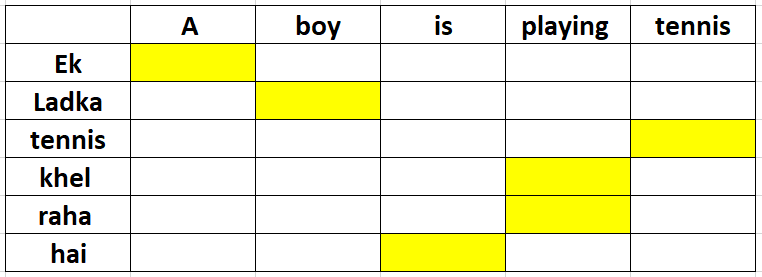 A boy is playing tennis
Ek
Ladka
tennis
khel
raha
hai